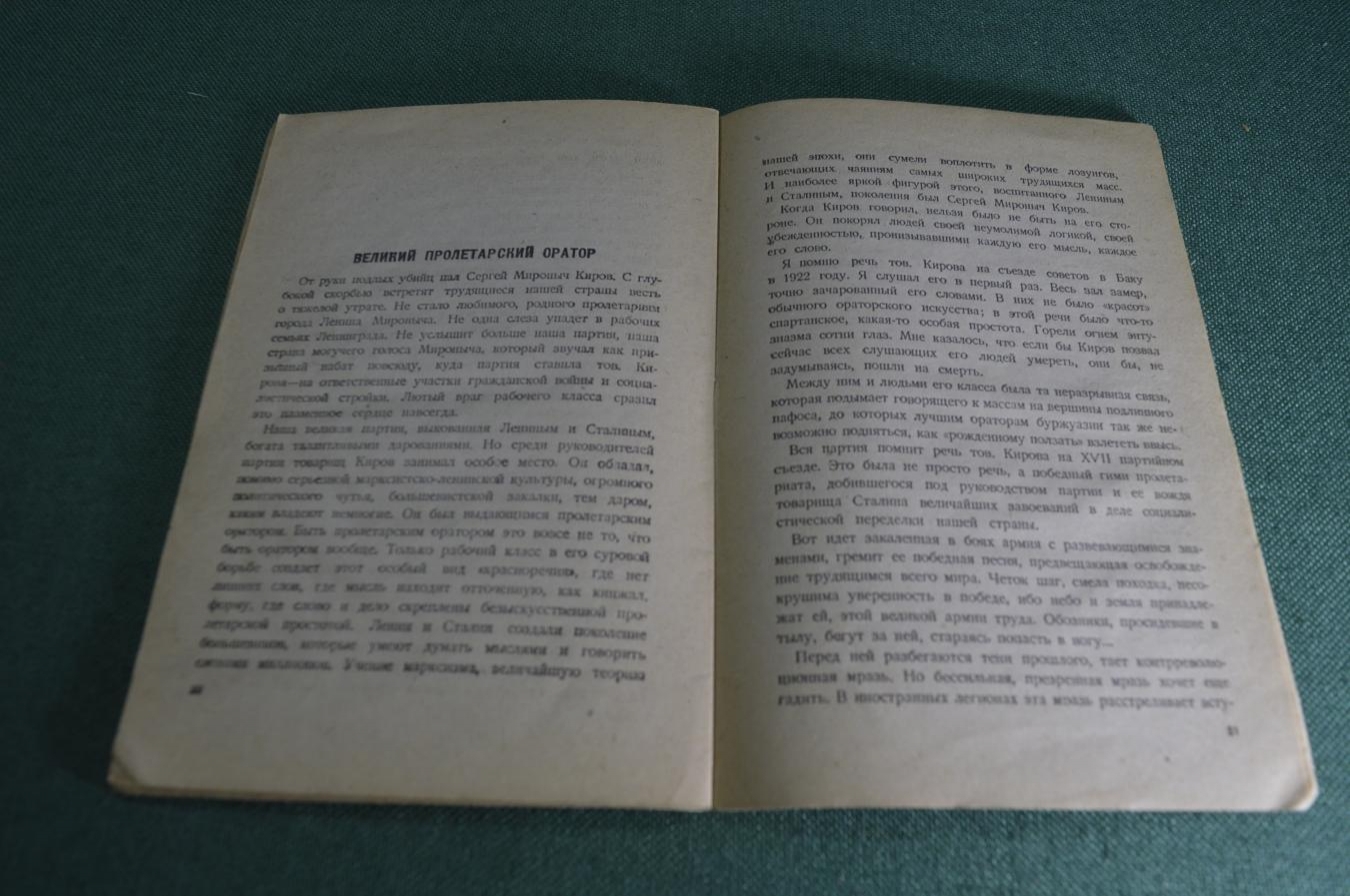 ВЕЛИКИЙ ПРОЛЕТАРСКИЙ ОРАТОР
От руки подлых убийц пал Сергей Мироныч Киров. С глу-
бокой скорбью встретят трудящиеся нашей страны весть
о тяжелой утрате. Не стало любимого, родного пролетариям
города Ленина Мироныча. Не одна слеза упадет в рабочих
семьях Ленинграда. Не услышит больше наша партия, наша
страна могучего голоса Мироныча, который звучал как при-
зывный набат повсюду, куда партия ставила тов. Ки-
рова—на ответственные участки гражданской войны и социа-
листической стройки. Лютый враг рабочего класса сразил
это пламенное сердце навсегда.
Наша великая партия, выкованная Лениным и Сталиным,
богата талантливыми дарованиями. Но среди руководителей
партии товарищ Киров занимал особое место. Он обладал,
помимо серьезной марксистско-ленинской культуры, огромного
политического чутья, большевистской закалки, тем даром,
каким владеют немногие. Он был выдающимся пролетарским
оратором. Быть пролетарским оратором это вовсе не то, что
быть оратором вообще. Только рабочий класс в его суровой
борьбе создает этот особый вид «красноречия», где нет
лишних слов, где мысль находит отточенную, как кинжал,
форму, где слово и дело скреплены безыскусственной про-
летарской простотой. Ленин и Сталин создали поколение
большевиков, которые умеют думать мыслями и говорить
словами миллионов. Учение марксизма, величайшую теорию
нашей эпохи, они сумели воплотить в форме лозунгов,
отвечающих чаяниям самых широких трудящихся масс.
И наиболее яркой фигурой этого, воспитанного Лениным
и Сталиным, поколения был Сергей Мироныч Киров.
Когда Киров говорил, нельзя было не быть на его сто-
роне. Он покорял людей своей неумолимой логикой, своей
убежденностью, пронизывавшими каждую его мысль, каждое
его слово.
Я помню речь тов. Кирова на съезде советов в Баку
в 1922 году. Я слушал его в первый раз. Весь зал замер,
точно зачарованный его словами. В них не было «красот»
обычного ораторского искусства; в этой речи было что-то
спартанское, какая-то особая простота. Горели огнем энту-
зиазма сотни глаз. Мне казалось, что если бы Киров позвал
сейчас всех слушающих его людей умереть, они бы, не
задумываясь, пошли на смерть.
Между ним и людьми его класса была та неразрывная связь,
которая подымает говорящего к массам на вершины подлинного
пафоса, до которых лучшим ораторам буржуазии так же не-
возможно подняться, как «рожденному ползать» взлететь ввысь.
Вся партия помнит речь тов. Кирова на XVII партийном
съезде. Это была не просто речь, а победный гимн пролета-
риата, добившегося под руководством партии и ее вождя
товарища Сталина величайших завоеваний в деле социали-
стической переделки нашей страны.
Вот идет закаленная в боях армия с развевающимися зна-
менами, гремит ее победная песня, предвещающая освобожде-
ние трудящимся всего мира. Четок шаг, смела походка, несо-
крушима уверенность в победе, ибо небо и земля принадле-
жат ей, этой великой армии труда. Обозники, просидевшие в
тылу, бегут за ней, стараясь попасть в ногу...
Перед ней разбегаются тени прошлого, тает контрреволю-
ционная мразь. Но бессильная, презренная мразь хочет еще
гадить. В иностранных легионах эта мразь расстреливает всту-